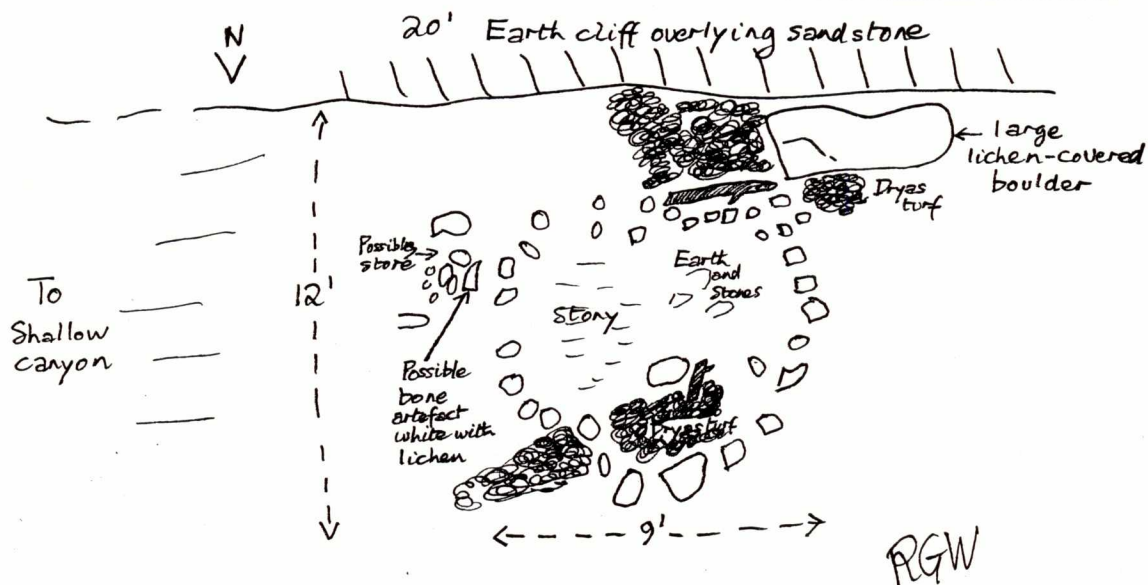 N
20' Earth cliff overlying sandstone
large
lichen-covered
boulder
Dryas
turf
Possible
store
Earth
and
Stones
12'
To
Shallow
canyon
Stony
Possible
bone
artefact
white with
lichen
Dryas turf
9'
RGW